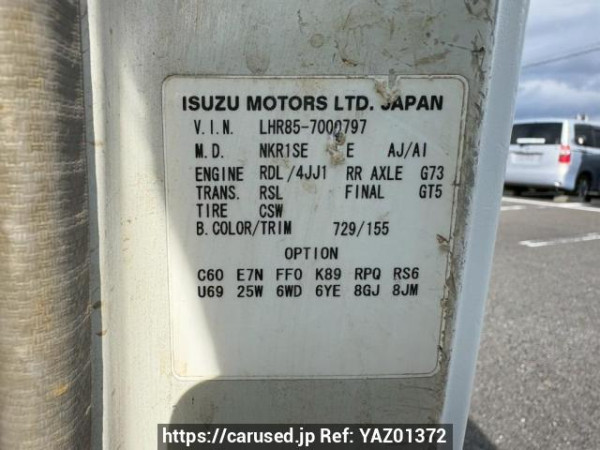 ISUZU MOTORS LTD. JAPAN
V.I.N. LHR85-7000797
M.D. NKR1SE E AJ/AI
ENGINE RDL/4JJ1 RR AXLE G73
TRANS. RSL FINAL GT5
TIRE CSW
B.COLOR/TRIM 729/155
OPTION
C60 E7N FF0 K89 RPQ RS6
U69 25W 6WD 6YE 8GJ 8JM
https://carused.jp Ref: YAZ01372